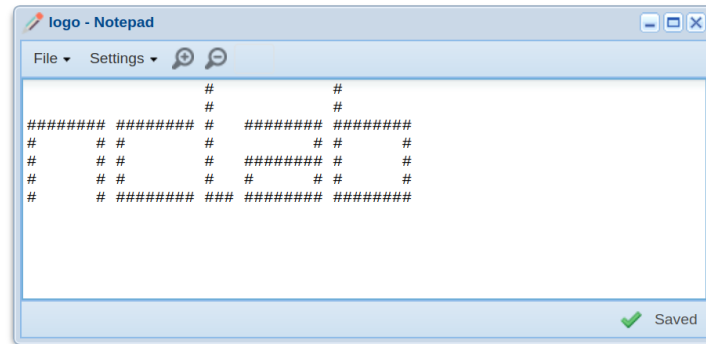 logo - Notepad
File Settings
                  #            #
                  #            #
######## ######## #   ######## ########
#      # #        #          # #      #
#      # #        #   ######## #      #
#      # #        #   #      # #      #
#      # ######## ### ######## ########
Saved